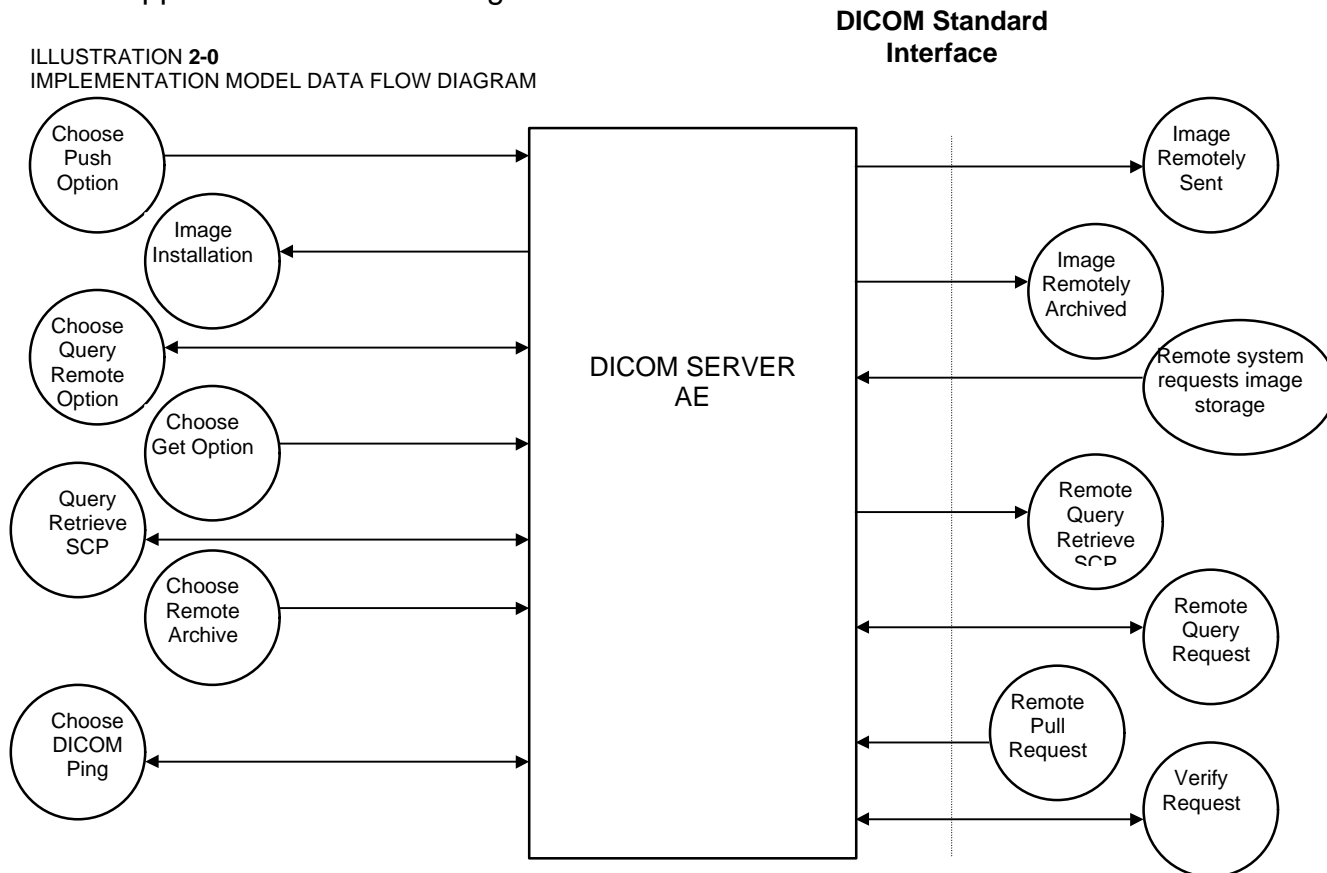 DICOM Standard
Interface
ILLUSTRATION 2-0
IMPLEMENTATION MODEL DATA FLOW DIAGRAM
Choose
Push
Option
Image
Installation
Choose
Query
Remote
Option
Choose
Get Option
Query
Retrieve
SCP
Choose
Remote
Archive
Choose
DICOM
Ping
DICOM SERVER
AE
Image
Remotely
Sent
Image
Remotely
Archived
Remote system
requests image
storage
Remote
Query
Retrieve
SCP
Remote
Query
Request
Remote
Pull
Request
Verify
Request